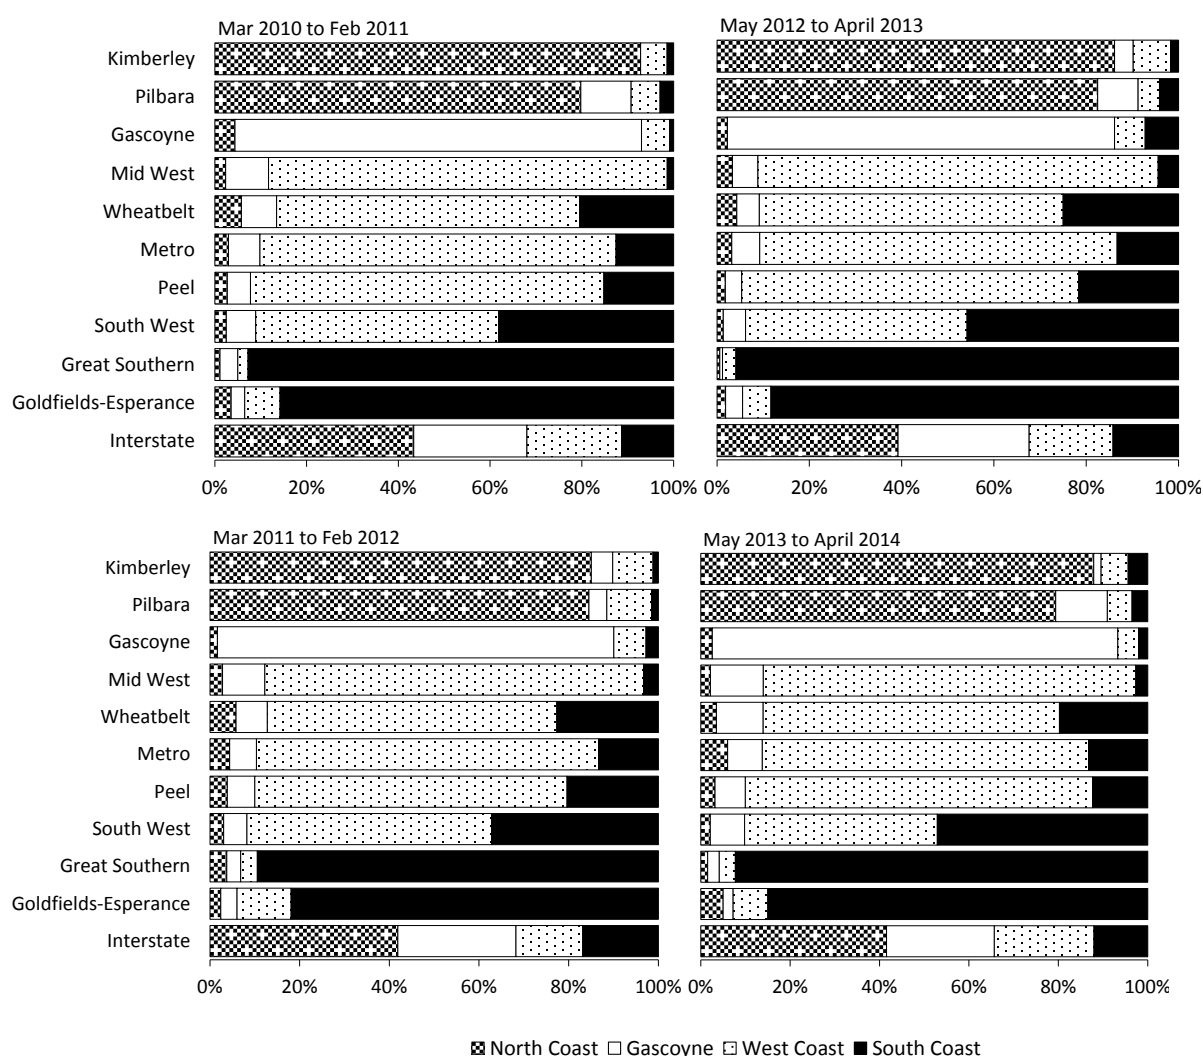 Mar 2010 to Feb 2011
Kimberley
Pilbara
Gascoyne
Mid West
Wheatbelt
Metro
Peel
South West
Great Southern
Goldfields-Esperance
Interstate
0% 20% 40% 60% 80% 100%
May 2012 to April 2013
0% 20% 40% 60% 80% 100%
Mar 2011 to Feb 2012
Kimberley
Pilbara
Gascoyne
Mid West
Wheatbelt
Metro
Peel
South West
Great Southern
Goldfields-Esperance
Interstate
0% 20% 40% 60% 80% 100%
May 2013 to April 2014
0% 20% 40% 60% 80% 100%
North Coast Gascoyne West Coast South Coast